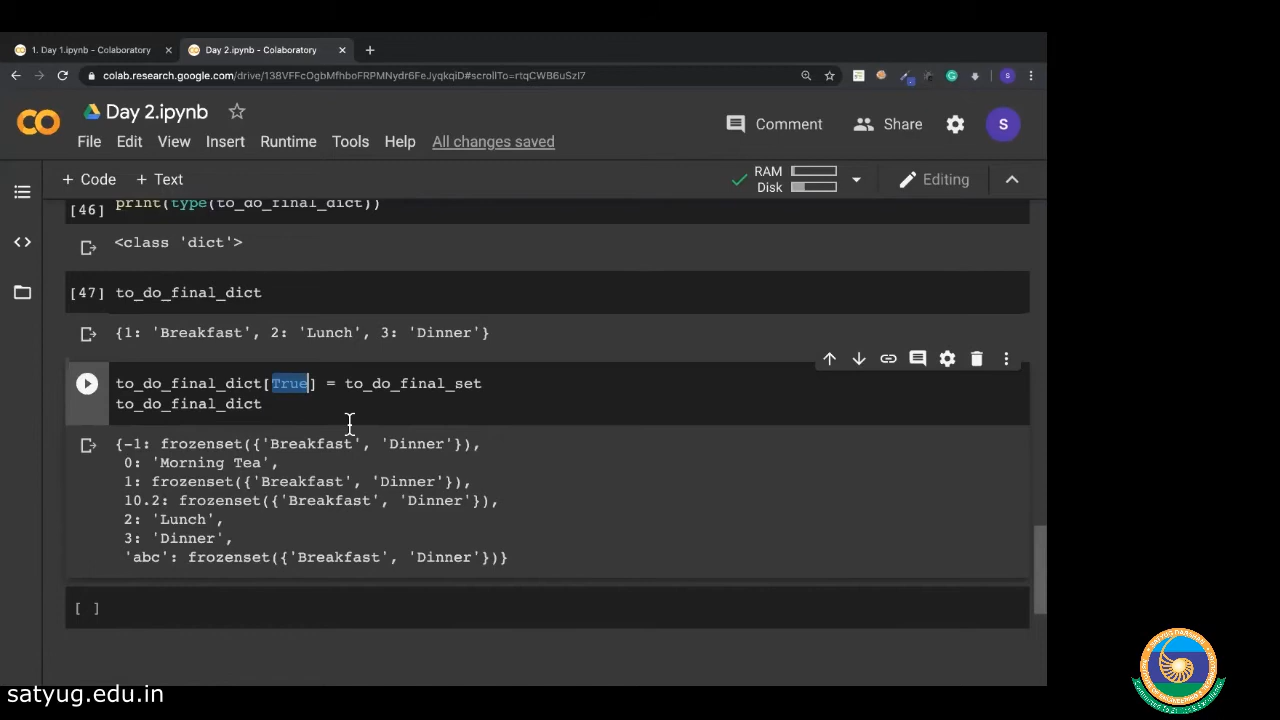 1. Day 1.ipynb - Colaboratory
Day 2.ipynb - Colaboratory
colab.research.google.com/drive/138VFFcOgbMfhboFRPMNydr6FeJyqkqiD#scrollTo=rtqCWB6uSzI7
Day 2.ipynb
Comment
Share
S
File Edit View Insert Runtime Tools Help All changes saved
+ Code + Text
RAM
Disk
Editing
[46] print(type(to_do_final_dict))
<class 'dict'>
[47] to_do_final_dict
{1: 'Breakfast', 2: 'Lunch', 3: 'Dinner'}
to_do_final_dict[True] = to_do_final_set
to_do_final_dict
{-1: frozenset({'Breakfast', 'Dinner'}),
0: 'Morning Tea',
1: frozenset({'Breakfast', 'Dinner'}),
10.2: frozenset({'Breakfast', 'Dinner'}),
2: 'Lunch',
3: 'Dinner',
'abc': frozenset({'Breakfast', 'Dinner'})}
[ ]
satyug.edu.in